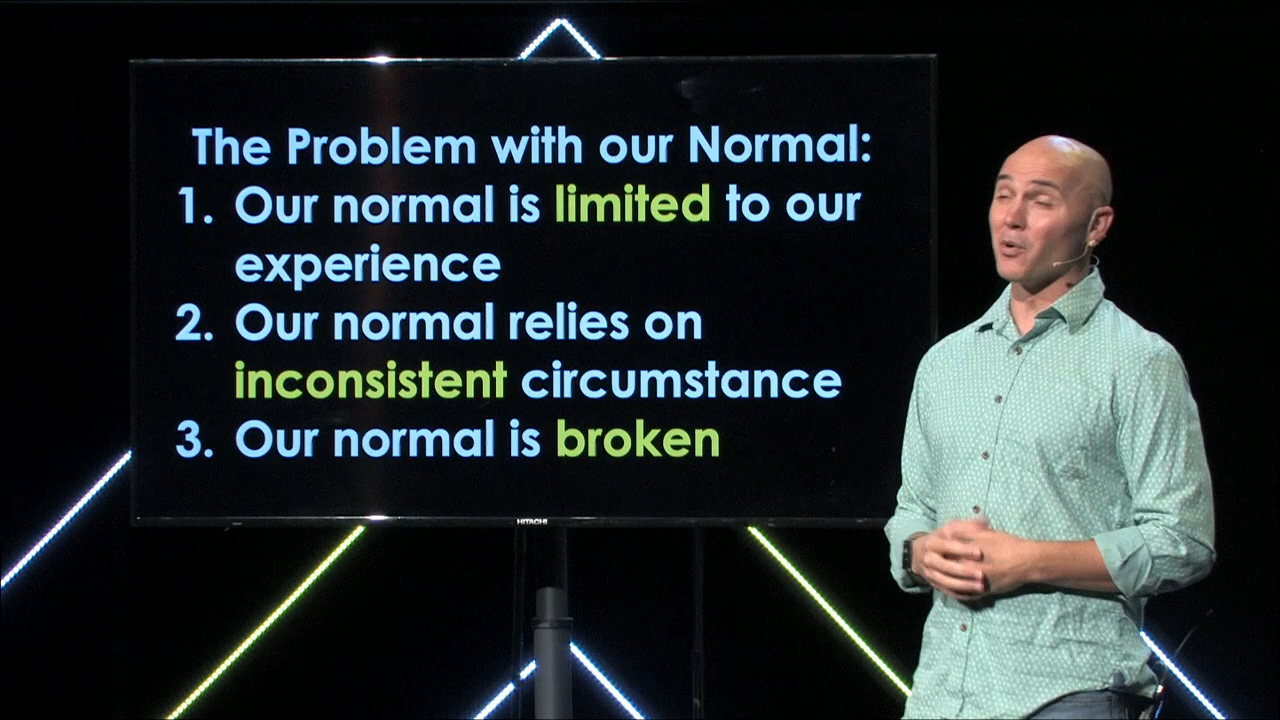 The Problem with our Normal:
1. Our normal is limited to our
experience
2. Our normal relies on
inconsistent circumstance
3. Our normal is broken
HITACHI